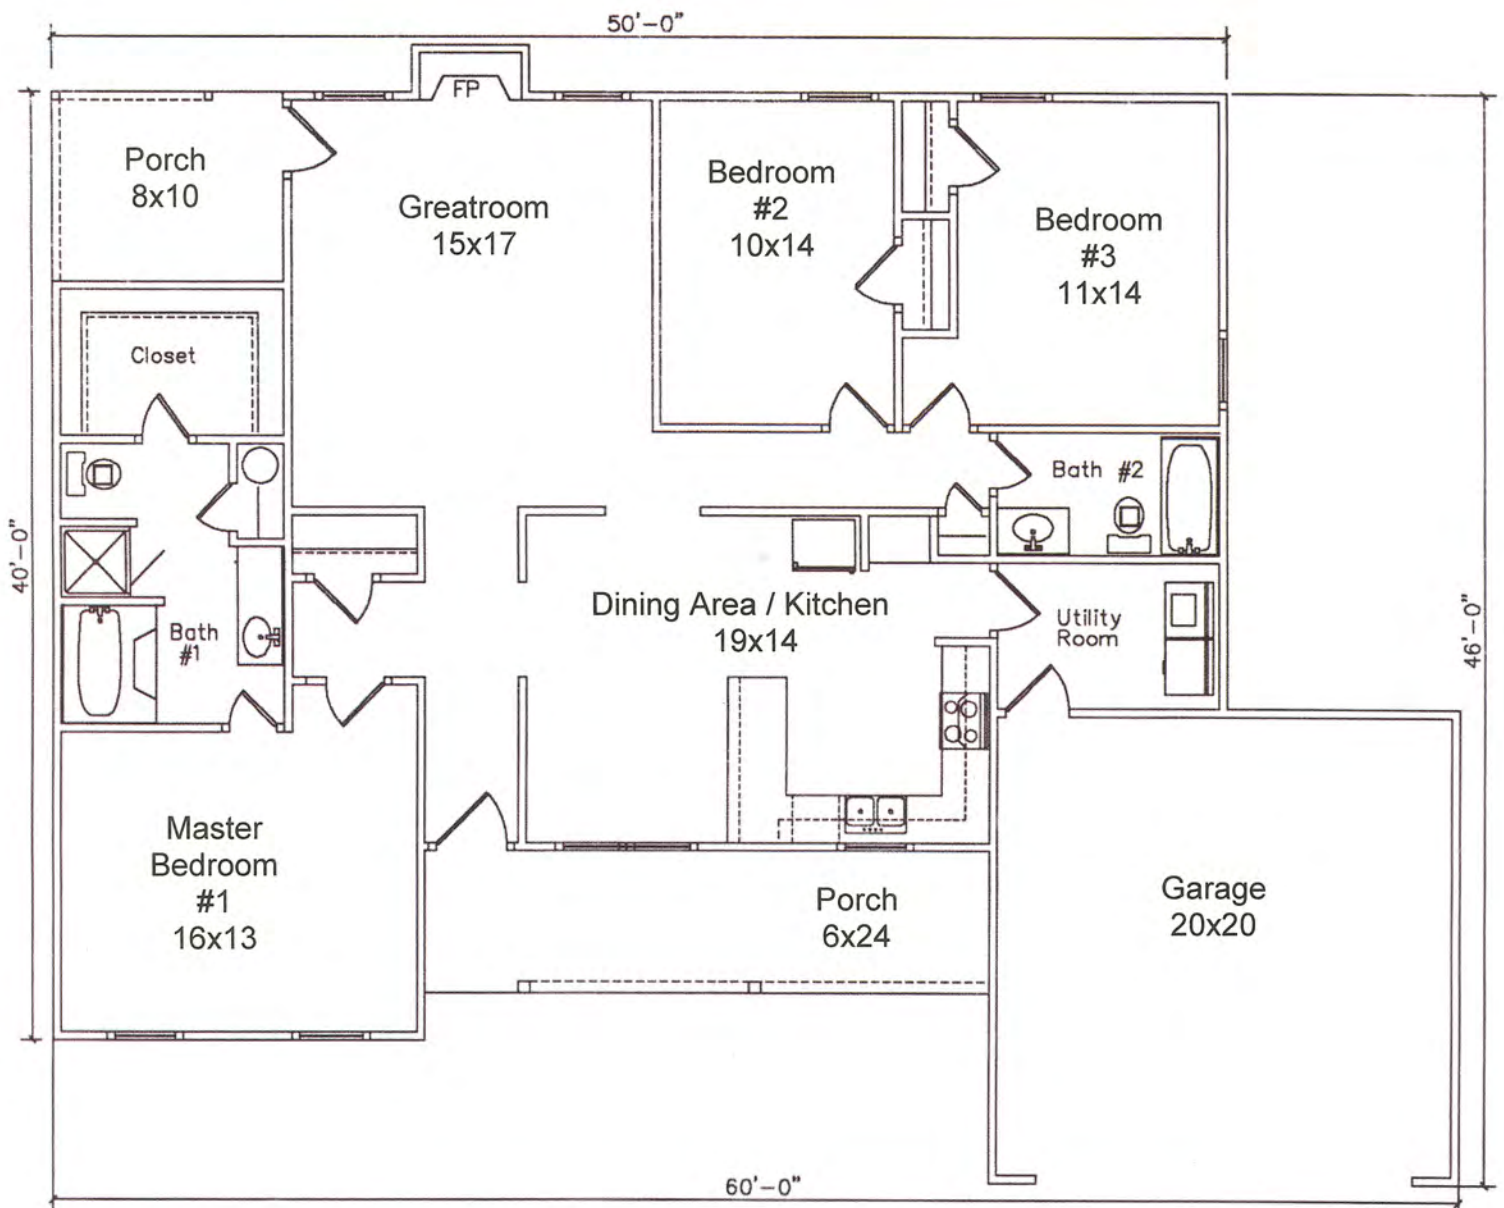 50'-0"
FP
Porch
8x10
Greatroom
15x17
Bedroom
#2
10x14
Bedroom
#3
11x14
Closet
Bath #2
40'-0"
Dining Area / Kitchen
19x14
Utility
Room
Bath
#1
46'-0"
Master
Bedroom
#1
16x13
Porch
6x24
Garage
20x20
60'-0"